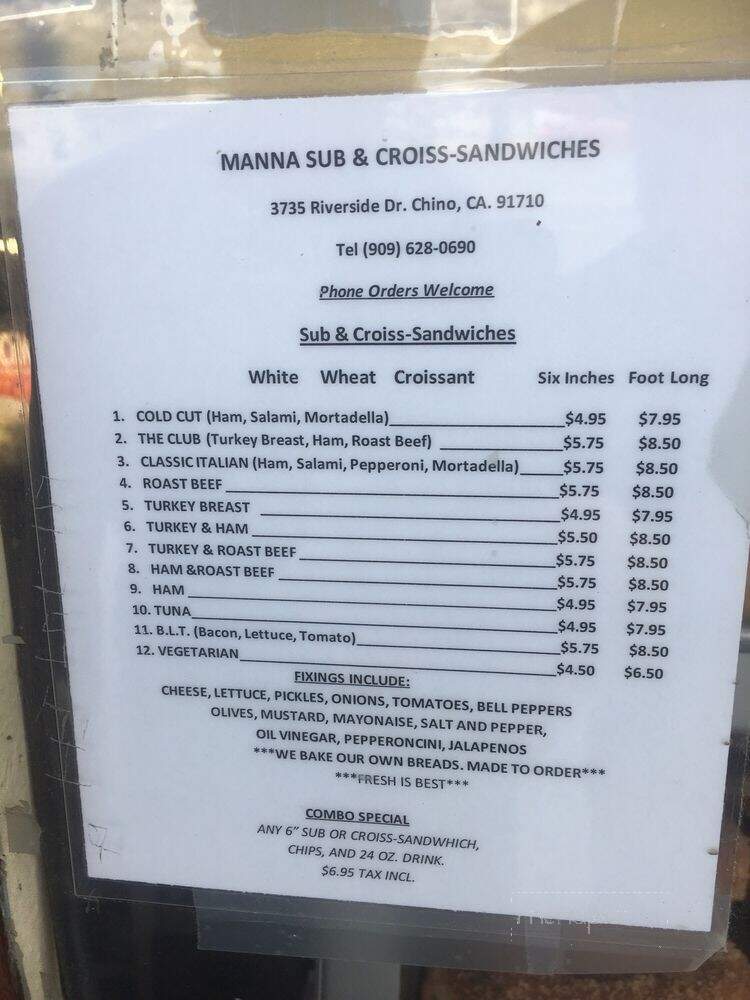 MANNA SUB & CROISS-SANDWICHES
3735 Riverside Dr. Chino, CA. 91710
Tel (909) 628-0690
Phone Orders Welcome
Sub & Croiss-Sandwiches
White Wheat Croissant Six Inches Foot Long
1. COLD CUT (Ham, Salami, Mortadella) $4.95 $7.95
2. THE CLUB (Turkey Breast, Ham, Roast Beef) $5.75 $8.50
3. CLASSIC ITALIAN (Ham, Salami, Pepperoni, Mortadella) $5.75 $8.50
4. ROAST BEEF $5.75 $8.50
5. TURKEY BREAST $4.95 $7.95
6. TURKEY & HAM $5.50 $8.50
7. TURKEY & ROAST BEEF $5.75 $8.50
8. HAM &ROAST BEEF $5.75 $8.50
9. HAM $4.95 $7.95
10. TUNA $4.95 $7.95
11. B.L.T. (Bacon, Lettuce, Tomato) $5.75 $8.50
12. VEGETARIAN $4.50 $6.50
FIXINGS INCLUDE:
CHEESE, LETTUCE, PICKLES, ONIONS, TOMATOES, BELL PEPPERS
OLIVES, MUSTARD, MAYONAISE, SALT AND PEPPER,
OIL VINEGAR, PEPPERONCINI, JALAPENOS
***WE BAKE OUR OWN BREADS. MADE TO ORDER***
***FRESH IS BEST***
COMBO SPECIAL
ANY 6" SUB OR CROISS-SANDWHICH,
CHIPS, AND 24 OZ. DRINK.
$6.95 TAX INCL.